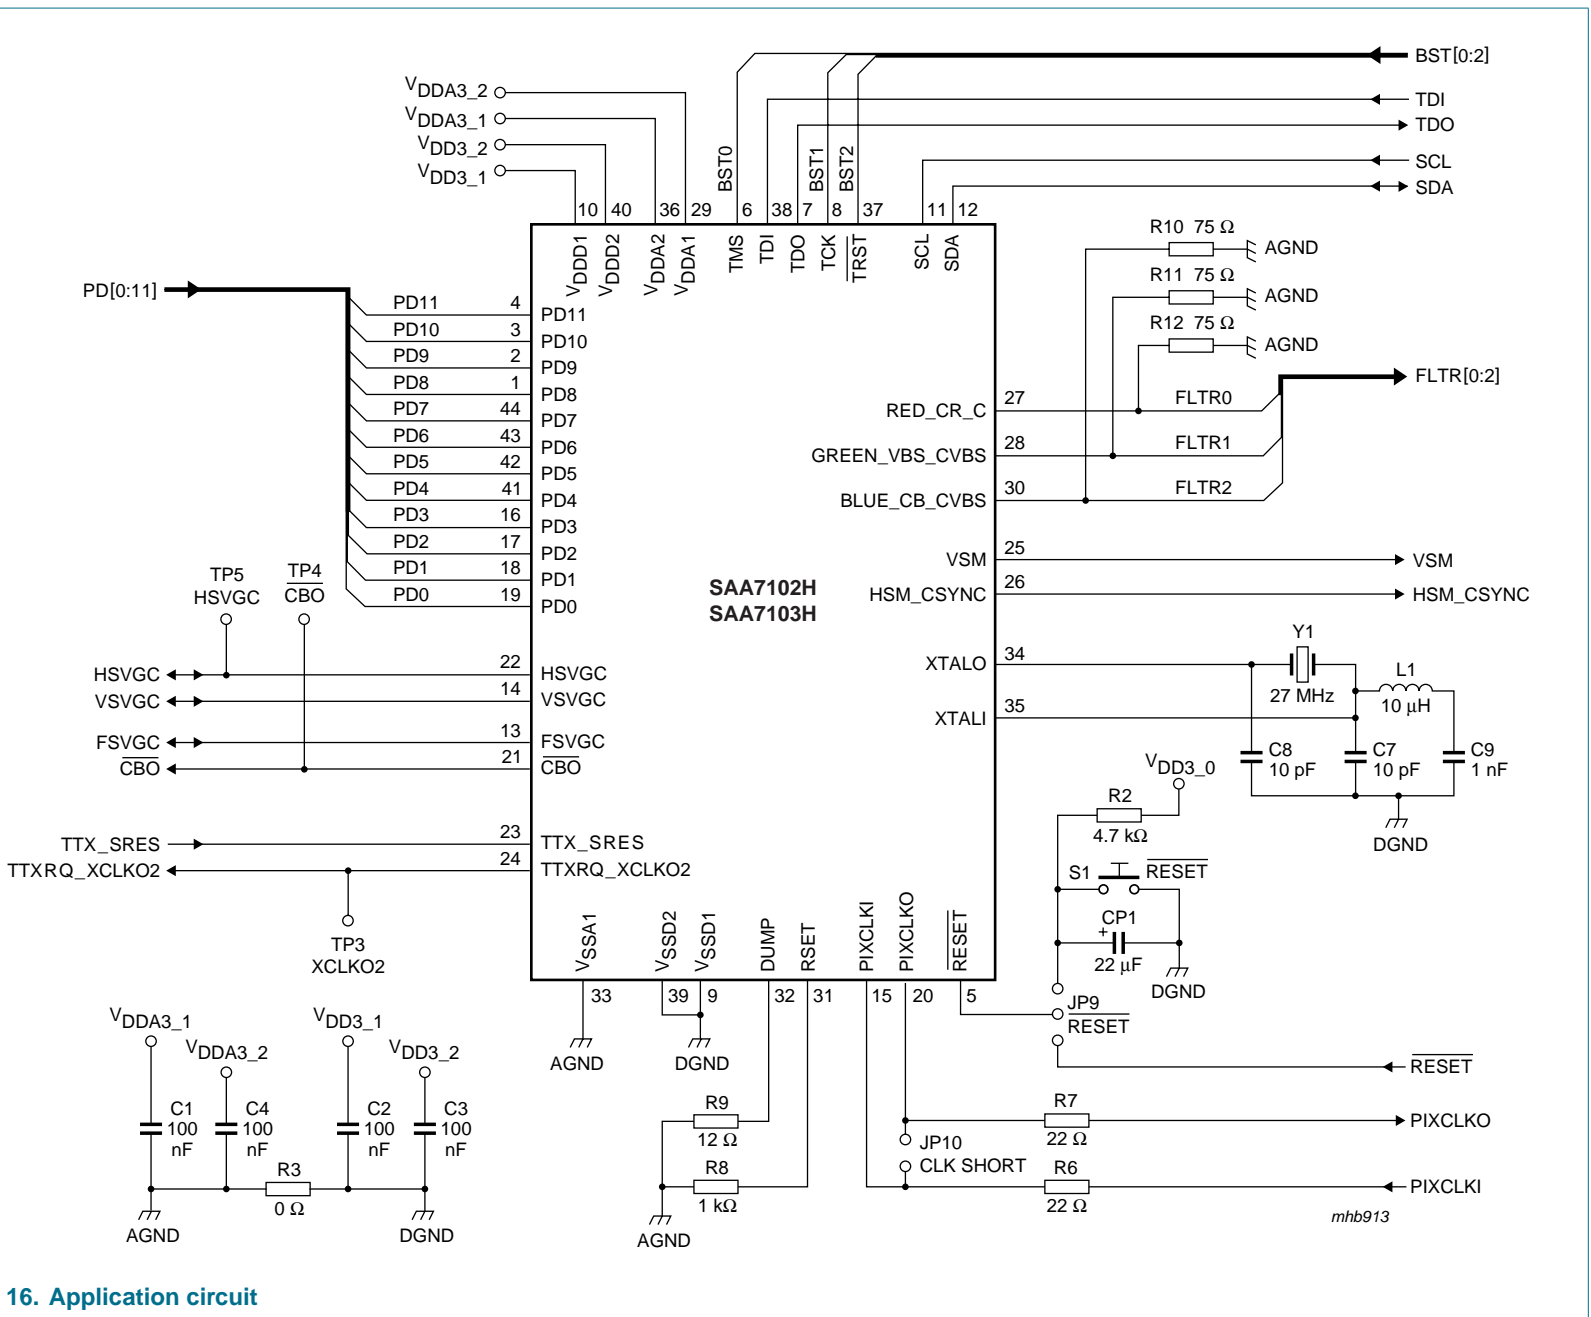 BST[0:2]
TDI
TDO
SCL
SDA
VDDA3_2
VDDA3_1
VDD3_2
VDD3_1
BST0
BST1
BST2
10 40 36 29 6 38 7 8 37 11 12
VDDD1
VDDD2
VDDA2
VDDA1
TMS
TDI
TDO
TCK
TRST
SCL
SDA
R10 75 Ω
AGND
R11 75 Ω
AGND
R12 75 Ω
AGND
PD[0:11]
PD11 4 PD11
PD10 3 PD10
PD9 2 PD9
PD8 1 PD8
PD7 44 PD7
PD6 43 PD6
PD5 42 PD5
PD4 41 PD4
PD3 16 PD3
PD2 17 PD2
PD1 18 PD1
PD0 19 PD0
FLTR[0:2]
RED_CR_C 27 FLTR0
GREEN_VBS_CVBS 28 FLTR1
BLUE_CB_CVBS 30 FLTR2
VSM 25 VSM
HSM_CSYNC 26 HSM_CSYNC
SAA7102H
SAA7103H
TP5
HSVGC
TP4
CBO
HSVGC 22 HSVGC
VSVGC 14 VSVGC
FSVGC 13 FSVGC
CBO 21 CBO
TTX_SRES 23 TTX_SRES
TTXRQ_XCLKO2 24 TTXRQ_XCLKO2
TP3
XCLKO2
XTALO 34
XTALI 35
Y1
27 MHz
L1
10 μH
C8
10 pF
C7
10 pF
C9
1 nF
DGND
VDD3_0
R2
4.7 kΩ
S1 RESET
CP1
+
22 μF
DGND
JP9
RESET
RESET
VSSA1
VSSD2
VSSD1
DUMP
RSET
PIXCLKI
PIXCLKO
RESET
33 39 9 32 31 15 20 5
AGND
DGND
VDDA3_1
VDDA3_2
VDD3_1
VDD3_2
C1
100
nF
C4
100
nF
C2
100
nF
C3
100
nF
R3
0 Ω
AGND
DGND
R9
12 Ω
R8
1 kΩ
AGND
R7
22 Ω
PIXCLKO
JP10
CLK SHORT
R6
22 Ω
PIXCLKI
mhb913
16. Application circuit